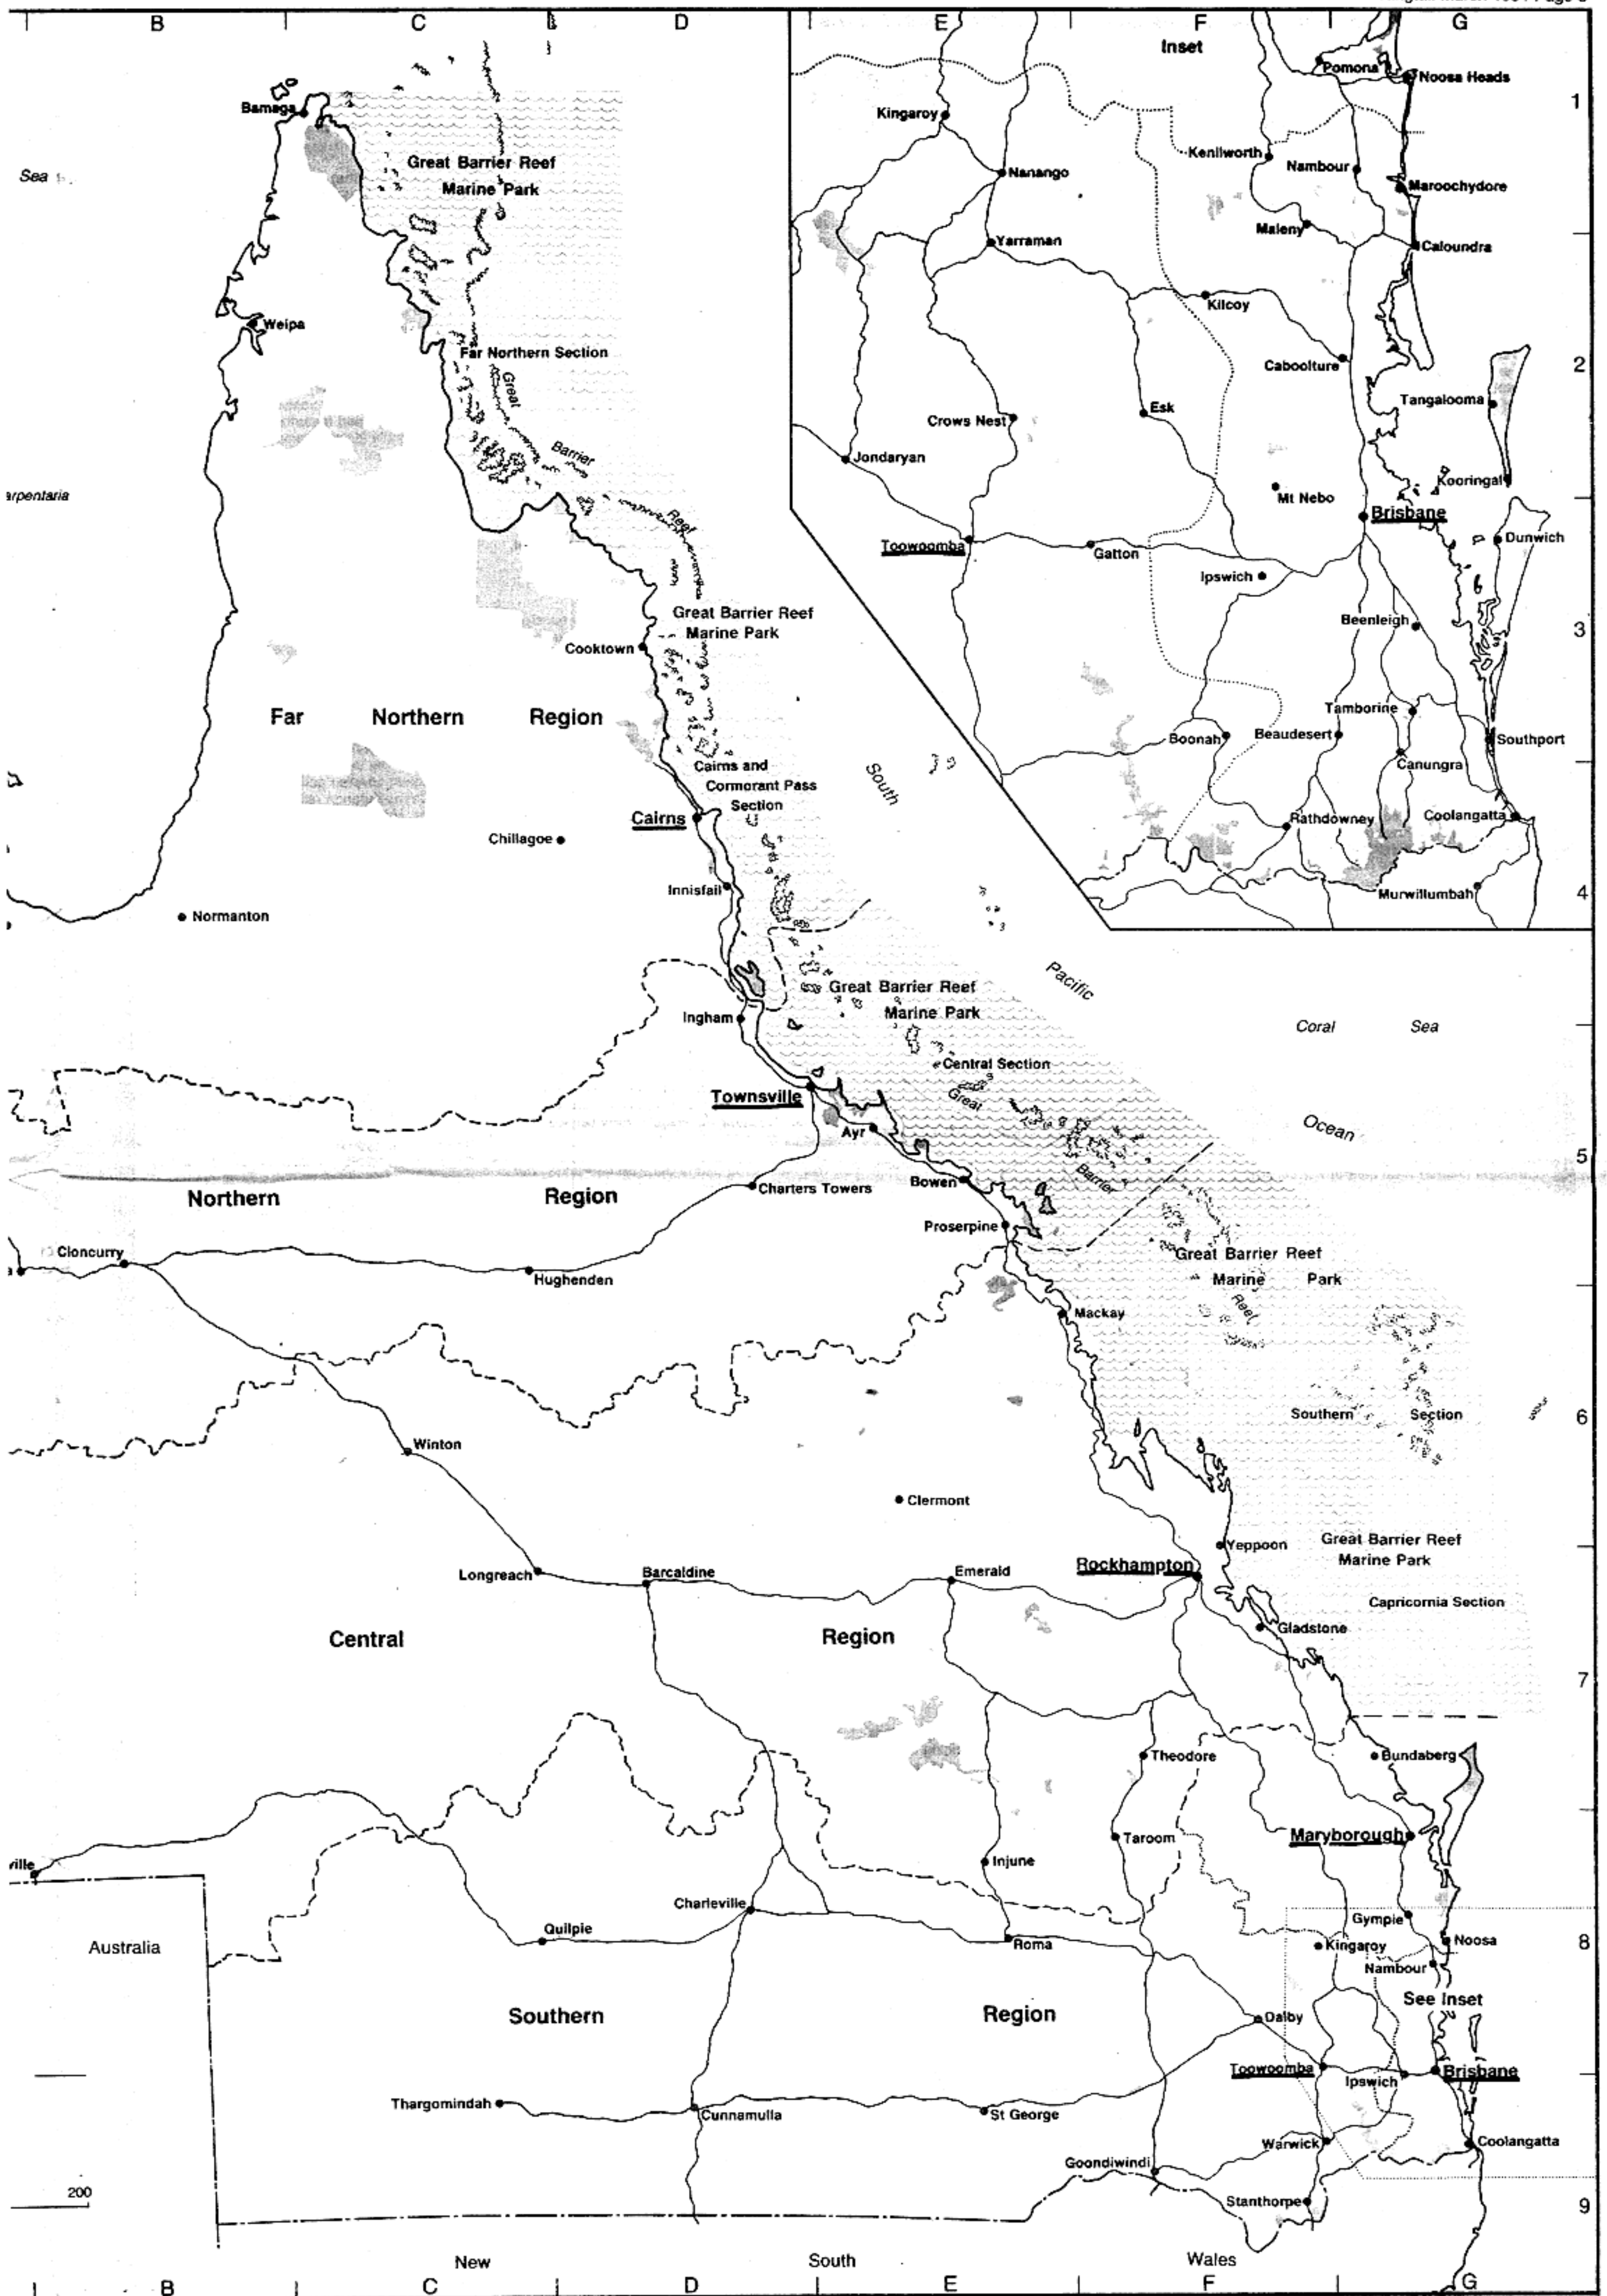 B C D E F G
Inset
Pomona
Noosa Heads
1
Kingaroy
Bamaga
Kenilworth
Nambour
Great Barrier Reef
Marine Park
Sea
Nanango
Maroochydore
Maleny
Yarraman
Caloundra
Kilcoy
Weipa
Far Northern Section
Caboolture
2
Great
Tangalooma
Esk
Crows Nest
Barrier
Jondaryan
Kooringal
arpentaria
Mt Nebo
Reef
Brisbane
Toowoomba
Gatton
Dunwich
Ipswich
Great Barrier Reef
Marine Park
Beenleigh
3
Cooktown
Far Northern Region
Tamborine
Boonah
Beaudesert
Southport
Cairns and
Cormorant Pass
Section
Canungra
South
Cairns
Rathdowney
Coolangatta
Chillagoe
Innisfail
Murwillumbah
4
Normanton
Pacific
Great Barrier Reef
Marine Park
Ingham
Coral Sea
Central Section
Townsville
Great
Ayr
Ocean
5
Barrier
Charters Towers
Bowen
Northern Region
Proserpine
Cloncurry
Great Barrier Reef
Marine Park
Hughenden
Reef
Mackay
Southern Section
6
Winton
Clermont
Yeppoon
Great Barrier Reef
Marine Park
Longreach
Barcaldine
Emerald
Rockhampton
Capricornia Section
Gladstone
Central Region
7
Theodore
Bundaberg
Taroom
Maryborough
ville
Injune
Charleville
Gympie
Quilpie
Roma
Kingaroy
Noosa
8
Australia
Nambour
See Inset
Southern Region
Dalby
Toowoomba
Ipswich
Brisbane
Thargomindah
Cunnamulla
St George
Warwick
Coolangatta
Goondiwindi
200
Stanthorpe
9
New South Wales
B C D E F G